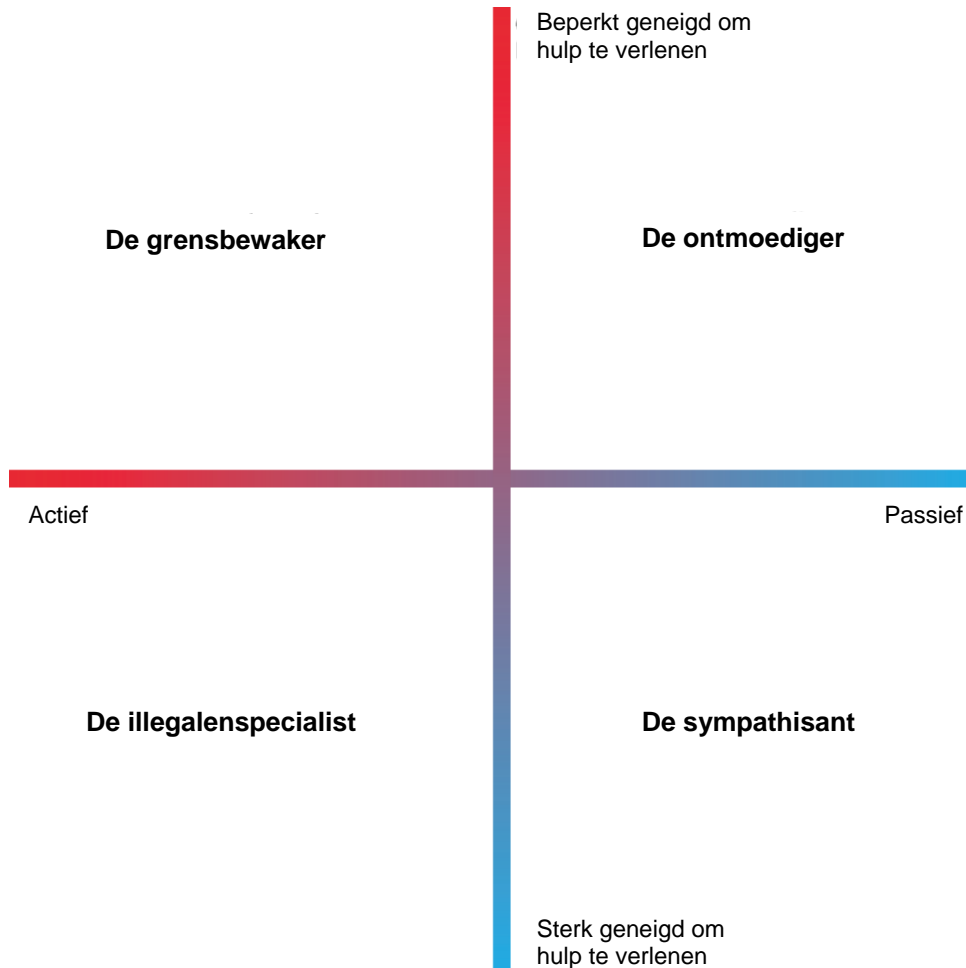 Beperkt geneigd om
hulp te verlenen
De grensbewaker
De ontmoediger
Actief
Passief
De illegalenspecialist
De sympathisant
Sterk geneigd om
hulp te verlenen